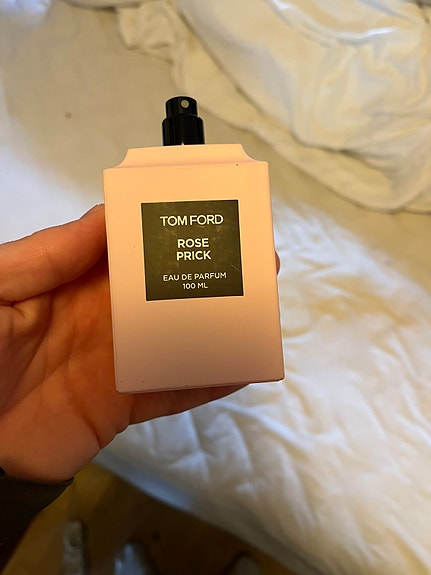 TOM FORD
ROSE
PRICK
EAU DE PARFUM
100 ML